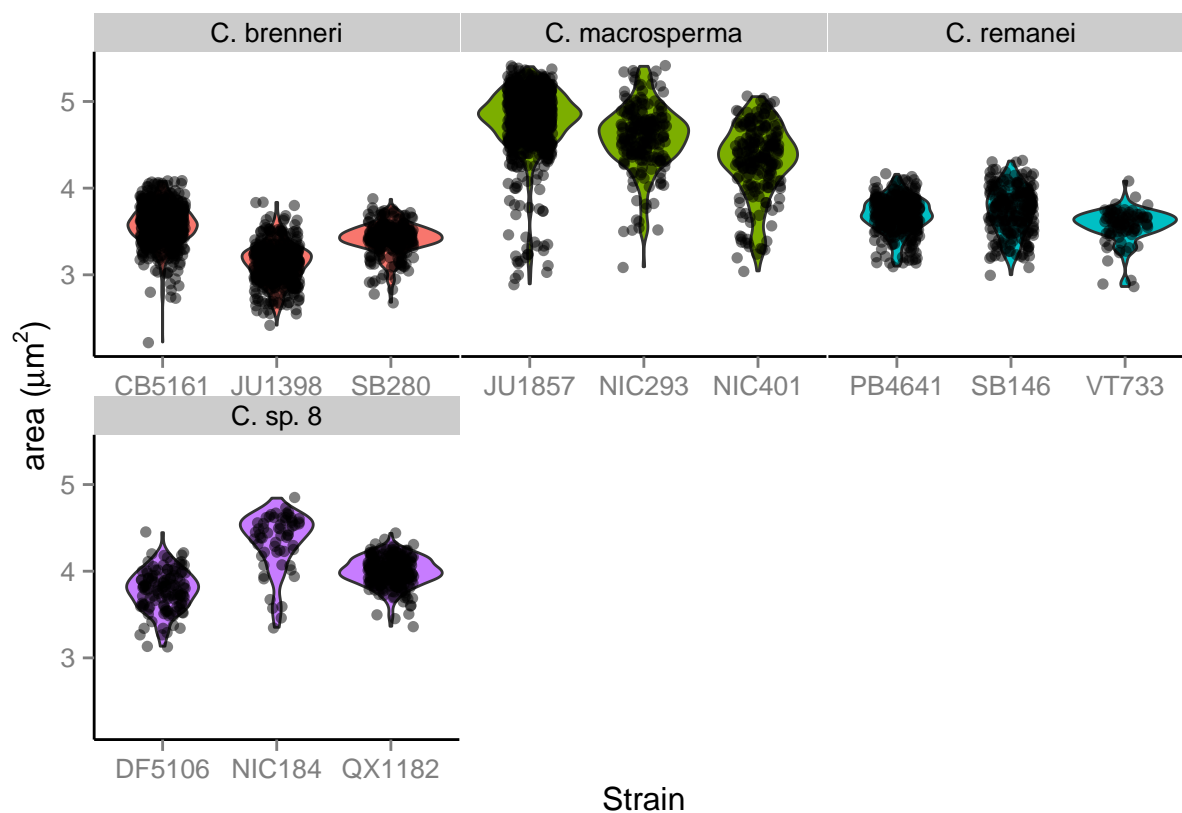 C. brenneri C. macrosperma C. remanei
5
4
3
CB5161 JU1398 SB280 JU1857 NIC293 NIC401 PB4641 SB146 VT733
area (μm²)
C. sp. 8
5
4
3
DF5106 NIC184 QX1182
Strain